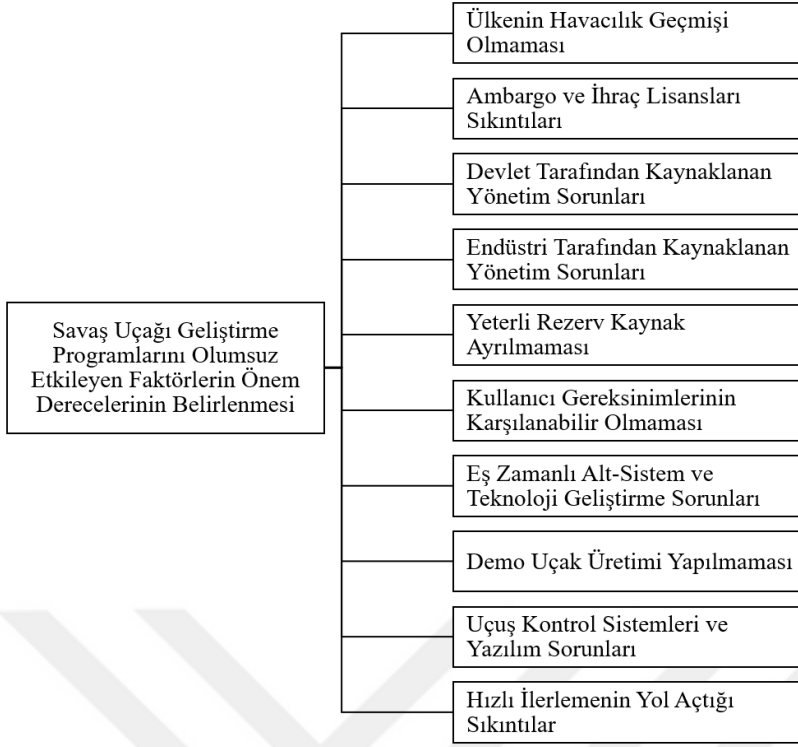 Ülkenin Havacılık Geçmişi
Olmaması
Ambargo ve İhraç Lisansları
Sıkıntıları
Devlet Tarafından Kaynaklanan
Yönetim Sorunları
Endüstri Tarafından Kaynaklanan
Yönetim Sorunları
Savaş Uçağı Geliştirme
Programlarını Olumsuz
Etkileyen Faktörlerin Önem
Derecelerinin Belirlenmesi
Yeterli Rezerv Kaynak
Ayrılmaması
Kullanıcı Gereksinimlerinin
Karşılanabilir Olmaması
Eş Zamanlı Alt-Sistem ve
Teknoloji Geliştirme Sorunları
Demo Uçak Üretimi Yapılmaması
Uçuş Kontrol Sistemleri ve
Yazılım Sorunları
Hızlı İlerlemenin Yol Açtığı
Sıkıntılar